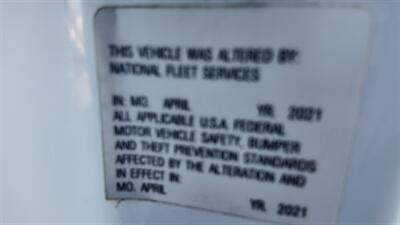 THIS VEHICLE WAS ALTERED BY:
NATIONAL FLEET SERVICES
IN: MO. APRIL YR. 2021
ALL APPLICABLE U.S.A. FEDERAL
MOTOR VEHICLE SAFETY, BUMPER
AND THEFT PREVENTION STANDARDS
AFFECTED BY THE ALTERATION AND
IN EFFECT IN:
MO. APRIL YR. 2021